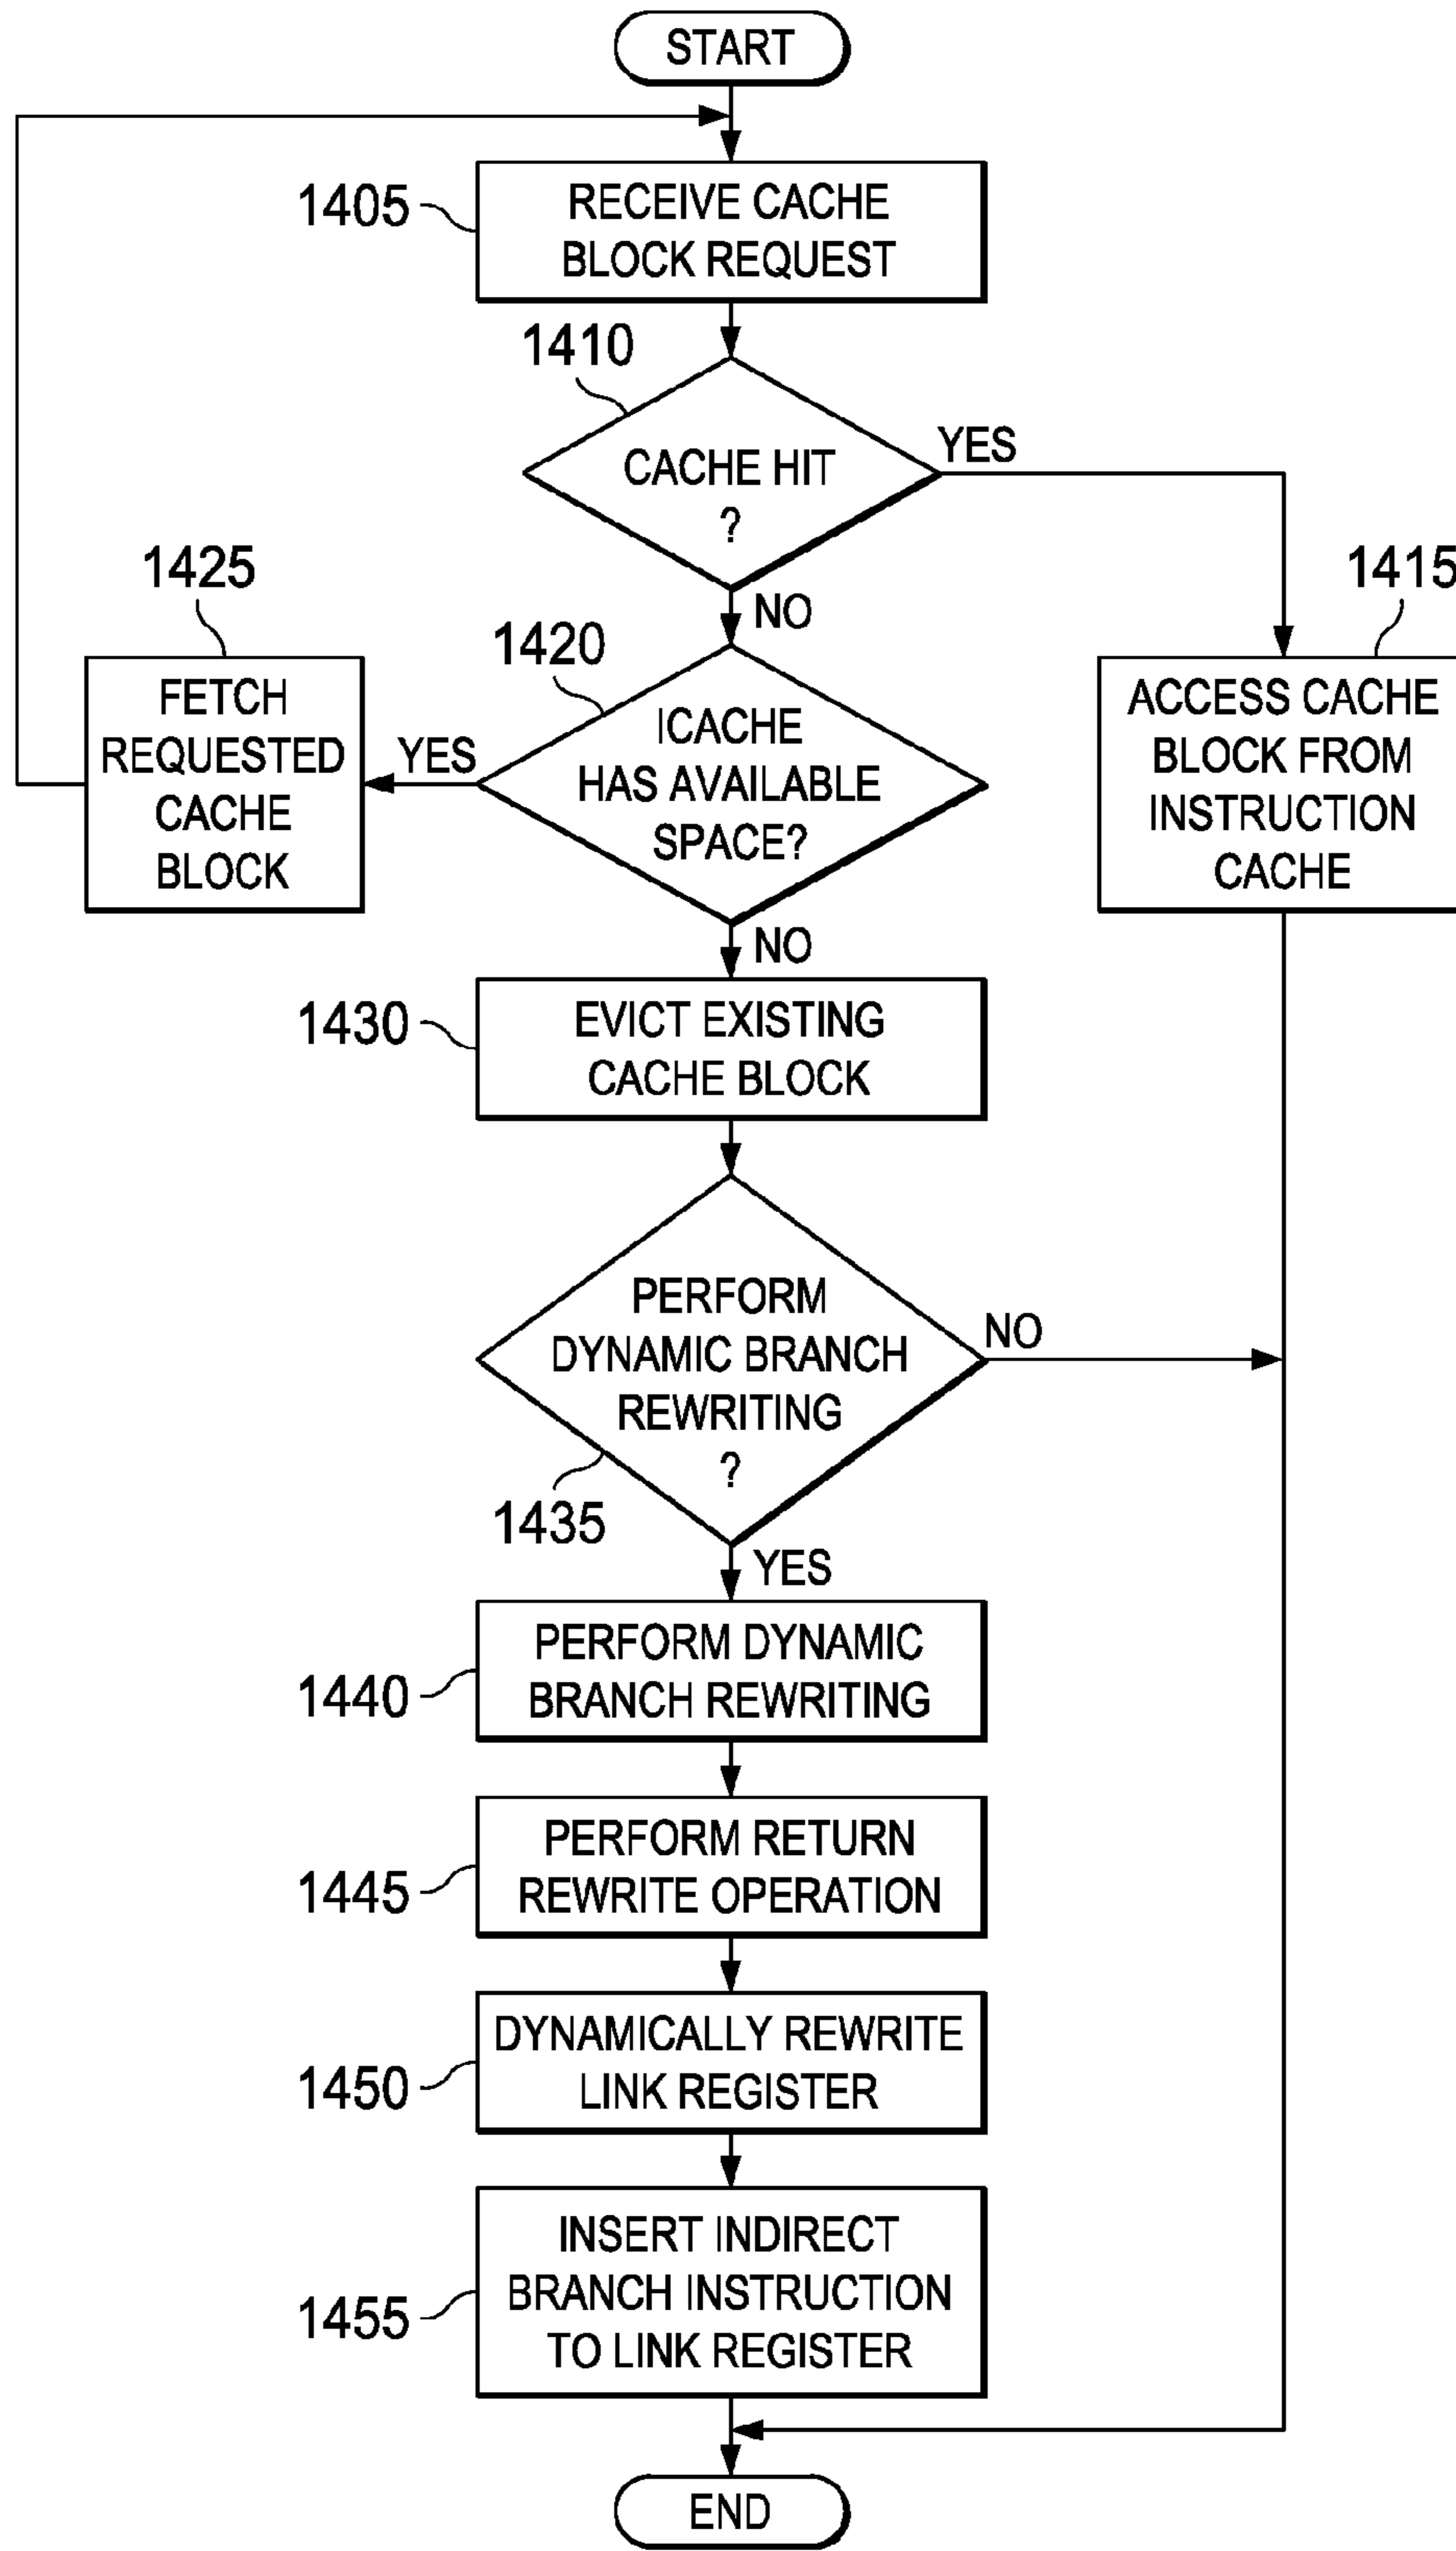 START
1405
RECEIVE CACHE
BLOCK REQUEST
1410
CACHE HIT
?
YES
NO
1415
ACCESS CACHE
BLOCK FROM
INSTRUCTION
CACHE
1420
ICACHE
HAS AVAILABLE
SPACE?
YES
1425
FETCH
REQUESTED
CACHE
BLOCK
NO
1430
EVICT EXISTING
CACHE BLOCK
PERFORM
DYNAMIC BRANCH
REWRITING
?
1435
NO
YES
1440
PERFORM DYNAMIC
BRANCH REWRITING
1445
PERFORM RETURN
REWRITE OPERATION
1450
DYNAMICALLY REWRITE
LINK REGISTER
1455
INSERT INDIRECT
BRANCH INSTRUCTION
TO LINK REGISTER
END